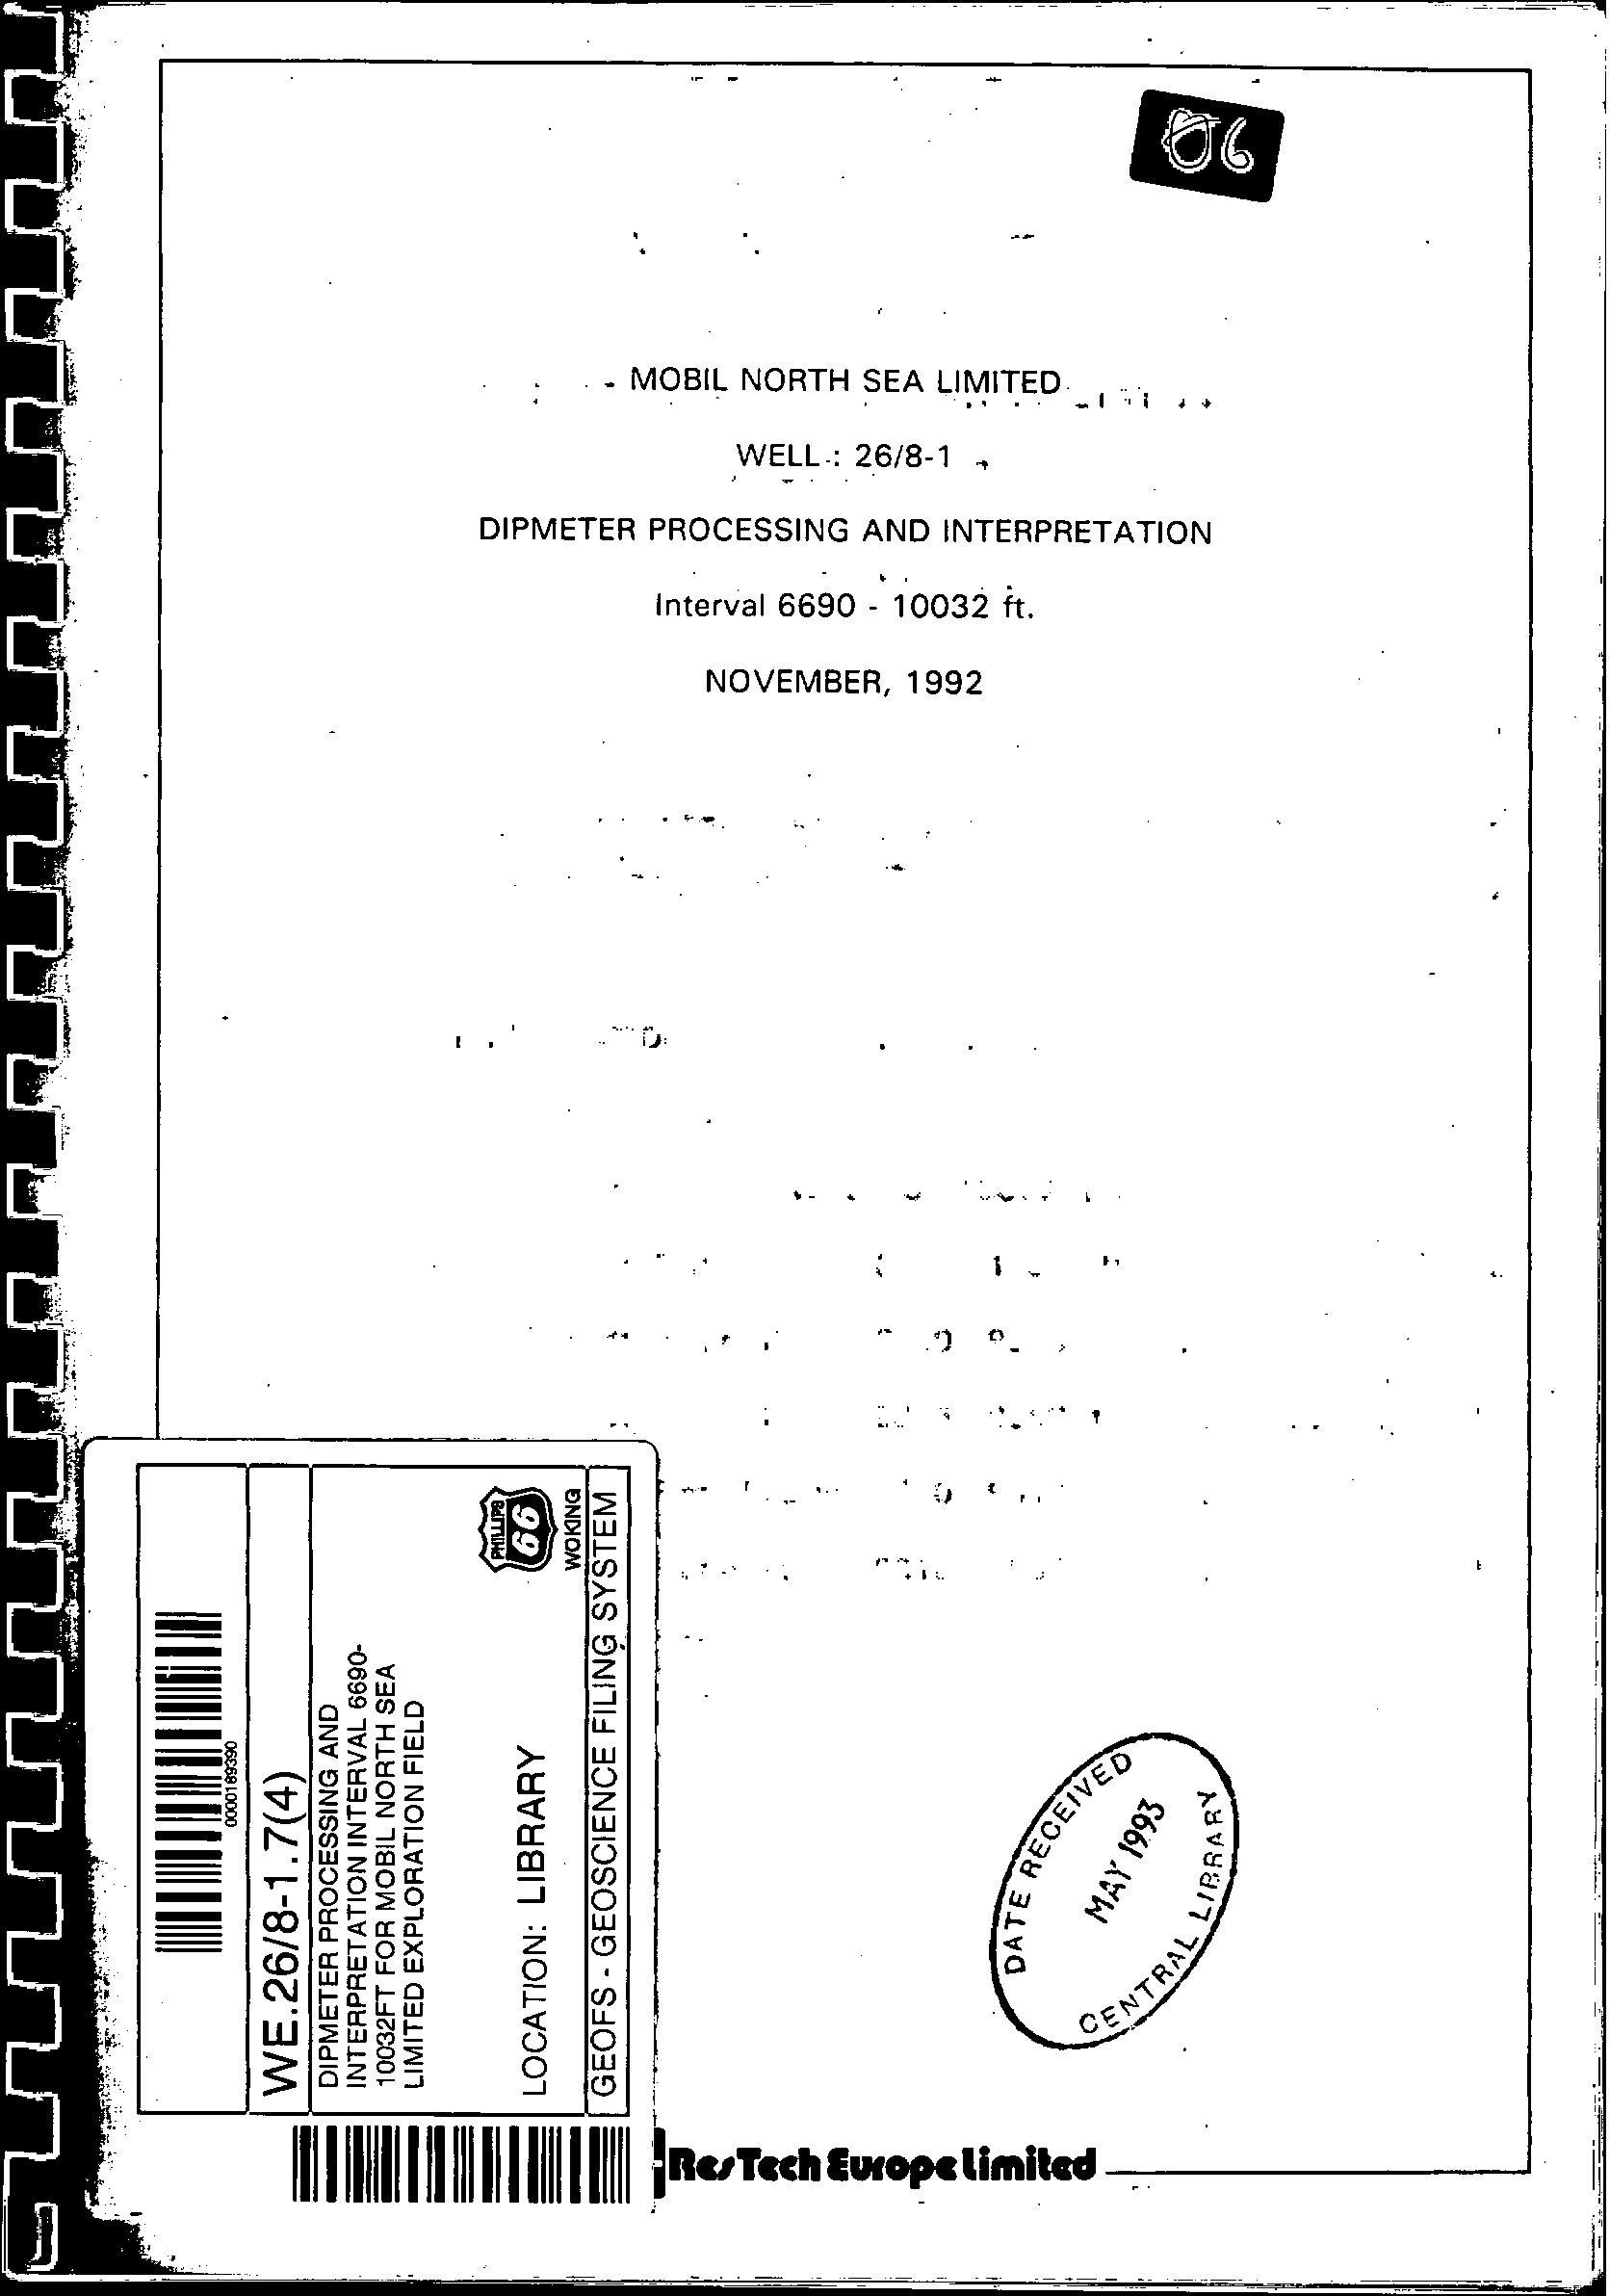 06
MOBIL NORTH SEA LIMITED
WELL : 26/8-1
DIPMETER PROCESSING AND INTERPRETATION
Interval 6690 - 10032 ft.
NOVEMBER, 1992
0000189390
WE.26/8-1.7(4)
DIPMETER PROCESSING AND
INTERPRETATION INTERVAL 6690-
10032FT FOR MOBIL NORTH SEA
LIMITED EXPLORATION FIELD
PHILLIPS
66
WOKING
LOCATION: LIBRARY
GEOFS - GEOSCIENCE FILING SYSTEM
DATE RECEIVED
MAY 1993
CENTRAL LIBRARY
ResTech Europe Limited